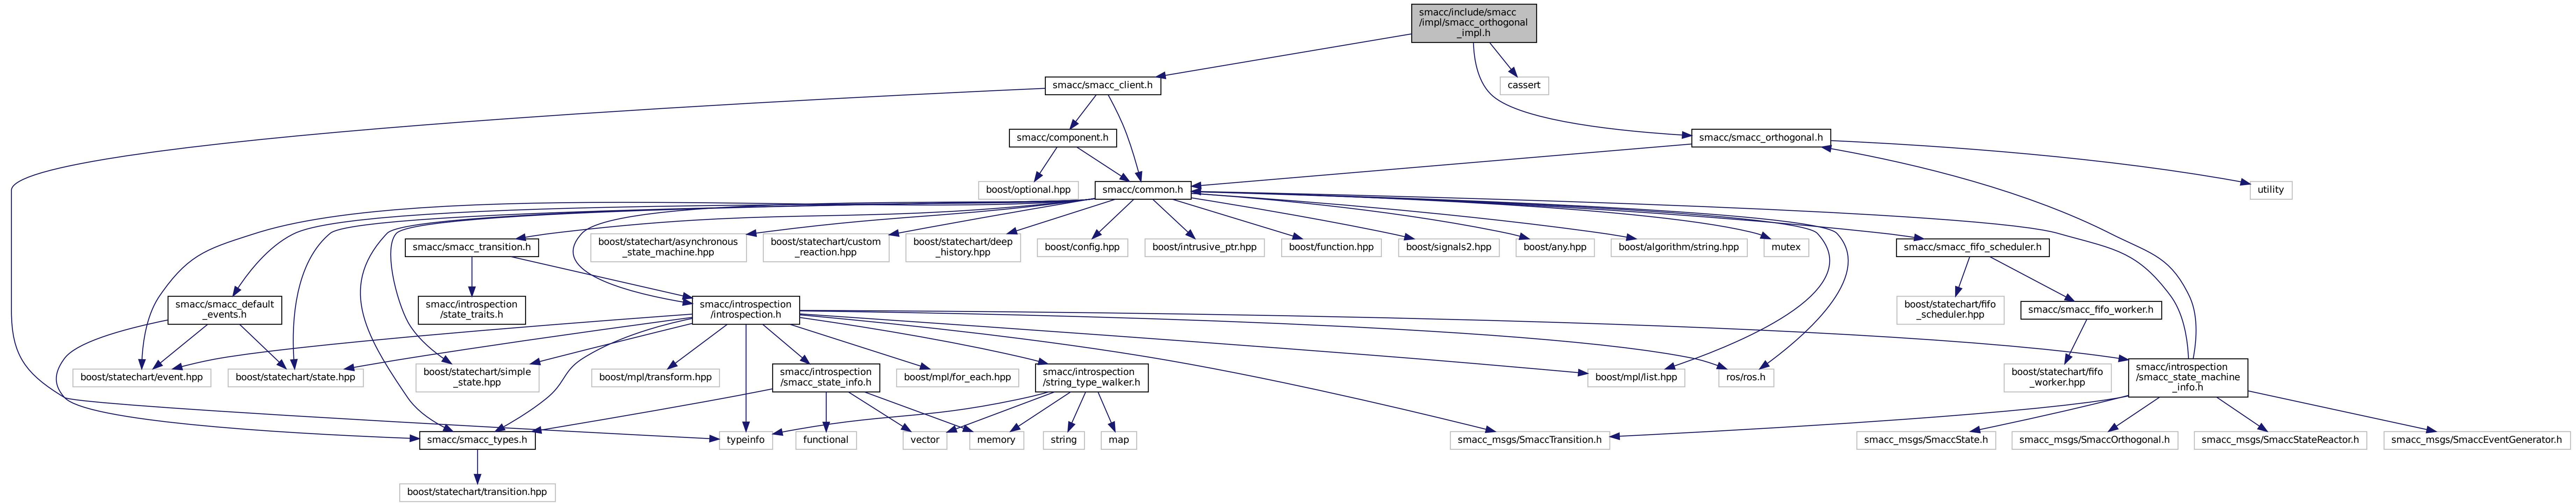 smacc/include/smacc
/impl/smacc_orthogonal
_impl.h
smacc/smacc_client.h
cassert
smacc/component.h
smacc/smacc_orthogonal.h
boost/optional.hpp
smacc/common.h
utility
smacc/smacc_transition.h
boost/statechart/asynchronous
_state_machine.hpp
boost/statechart/custom
_reaction.hpp
boost/statechart/deep
_history.hpp
boost/config.hpp
boost/intrusive_ptr.hpp
boost/function.hpp
boost/signals2.hpp
boost/any.hpp
boost/algorithm/string.hpp
mutex
smacc/smacc_fifo_scheduler.h
smacc/smacc_default
_events.h
smacc/introspection
/state_traits.h
smacc/introspection
/introspection.h
boost/statechart/fifo
_scheduler.hpp
smacc/smacc_fifo_worker.h
boost/statechart/event.hpp
boost/statechart/state.hpp
boost/statechart/simple
_state.hpp
boost/mpl/transform.hpp
smacc/introspection
/smacc_state_info.h
boost/mpl/for_each.hpp
smacc/introspection
/string_type_walker.h
boost/mpl/list.hpp
ros/ros.h
boost/statechart/fifo
_worker.hpp
smacc/introspection
/smacc_state_machine
_info.h
smacc/smacc_types.h
typeinfo
functional
vector
memory
string
map
smacc_msgs/SmaccTransition.h
smacc_msgs/SmaccState.h
smacc_msgs/SmaccOrthogonal.h
smacc_msgs/SmaccStateReactor.h
smacc_msgs/SmaccEventGenerator.h
boost/statechart/transition.hpp